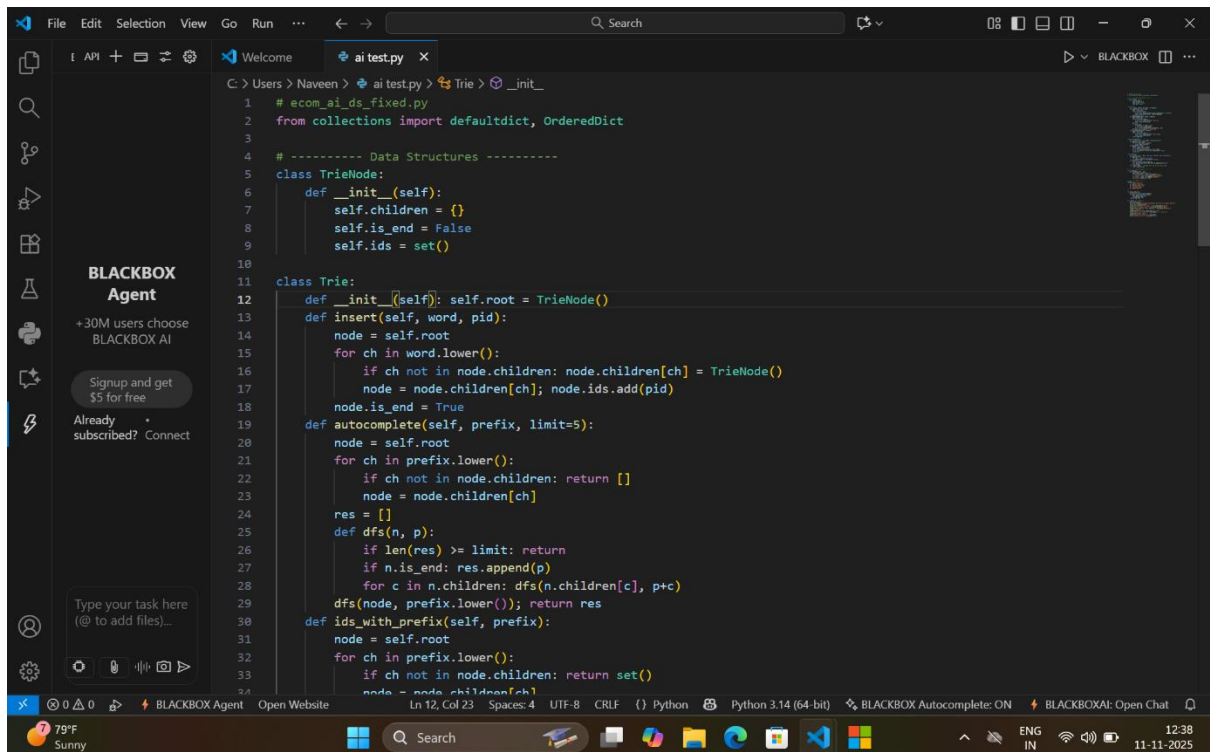 File Edit Selection View Go Run ··· Search
E API Welcome ai test.py BLACKBOX
C: > Users > Naveen > ai test.py > Trie > __init__
1 # ecom_ai_ds_fixed.py
2 from collections import defaultdict, OrderedDict
3
4 # ---------- Data Structures ----------
5 class TrieNode:
6     def __init__(self):
7         self.children = {}
8         self.is_end = False
9         self.ids = set()
10
11 class Trie:
12     def __init__(self): self.root = TrieNode()
13     def insert(self, word, pid):
14         node = self.root
15         for ch in word.lower():
16             if ch not in node.children: node.children[ch] = TrieNode()
17             node = node.children[ch]; node.ids.add(pid)
18         node.is_end = True
19     def autocomplete(self, prefix, limit=5):
20         node = self.root
21         for ch in prefix.lower():
22             if ch not in node.children: return []
23             node = node.children[ch]
24         res = []
25         def dfs(n, p):
26             if len(res) >= limit: return
27             if n.is_end: res.append(p)
28             for c in n.children: dfs(n.children[c], p+c)
29         dfs(node, prefix.lower()); return res
30     def ids_with_prefix(self, prefix):
31         node = self.root
32         for ch in prefix.lower():
33             if ch not in node.children: return set()
34             node = node.children[ch]
BLACKBOX
Agent
+30M users choose
BLACKBOX AI
Signup and get
$5 for free
Already •
subscribed? Connect
Type your task here
(@ to add files)...
0 0 BLACKBOX Agent Open Website Ln 12, Col 23 Spaces: 4 UTF-8 CRLF {} Python Python 3.14 (64-bit) BLACKBOX Autocomplete: ON BLACKBOXAI: Open Chat
7 79°F
Sunny
Search
ENG
IN
12:38
11-11-2025